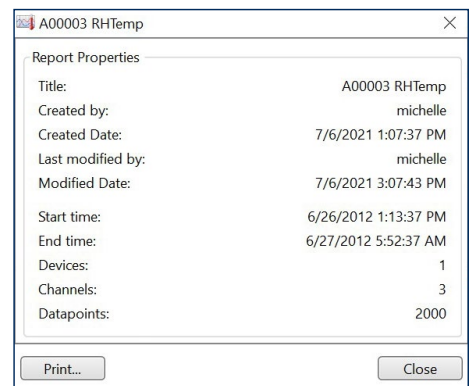 A00003 RHTemp
Report Properties
Title: A00003 RHTemp
Created by: michelle
Created Date: 7/6/2021 1:07:37 PM
Last modified by: michelle
Modified Date: 7/6/2021 3:07:43 PM
Start time: 6/26/2012 1:13:37 PM
End time: 6/27/2012 5:52:37 AM
Devices: 1
Channels: 3
Datapoints: 2000
Print... Close